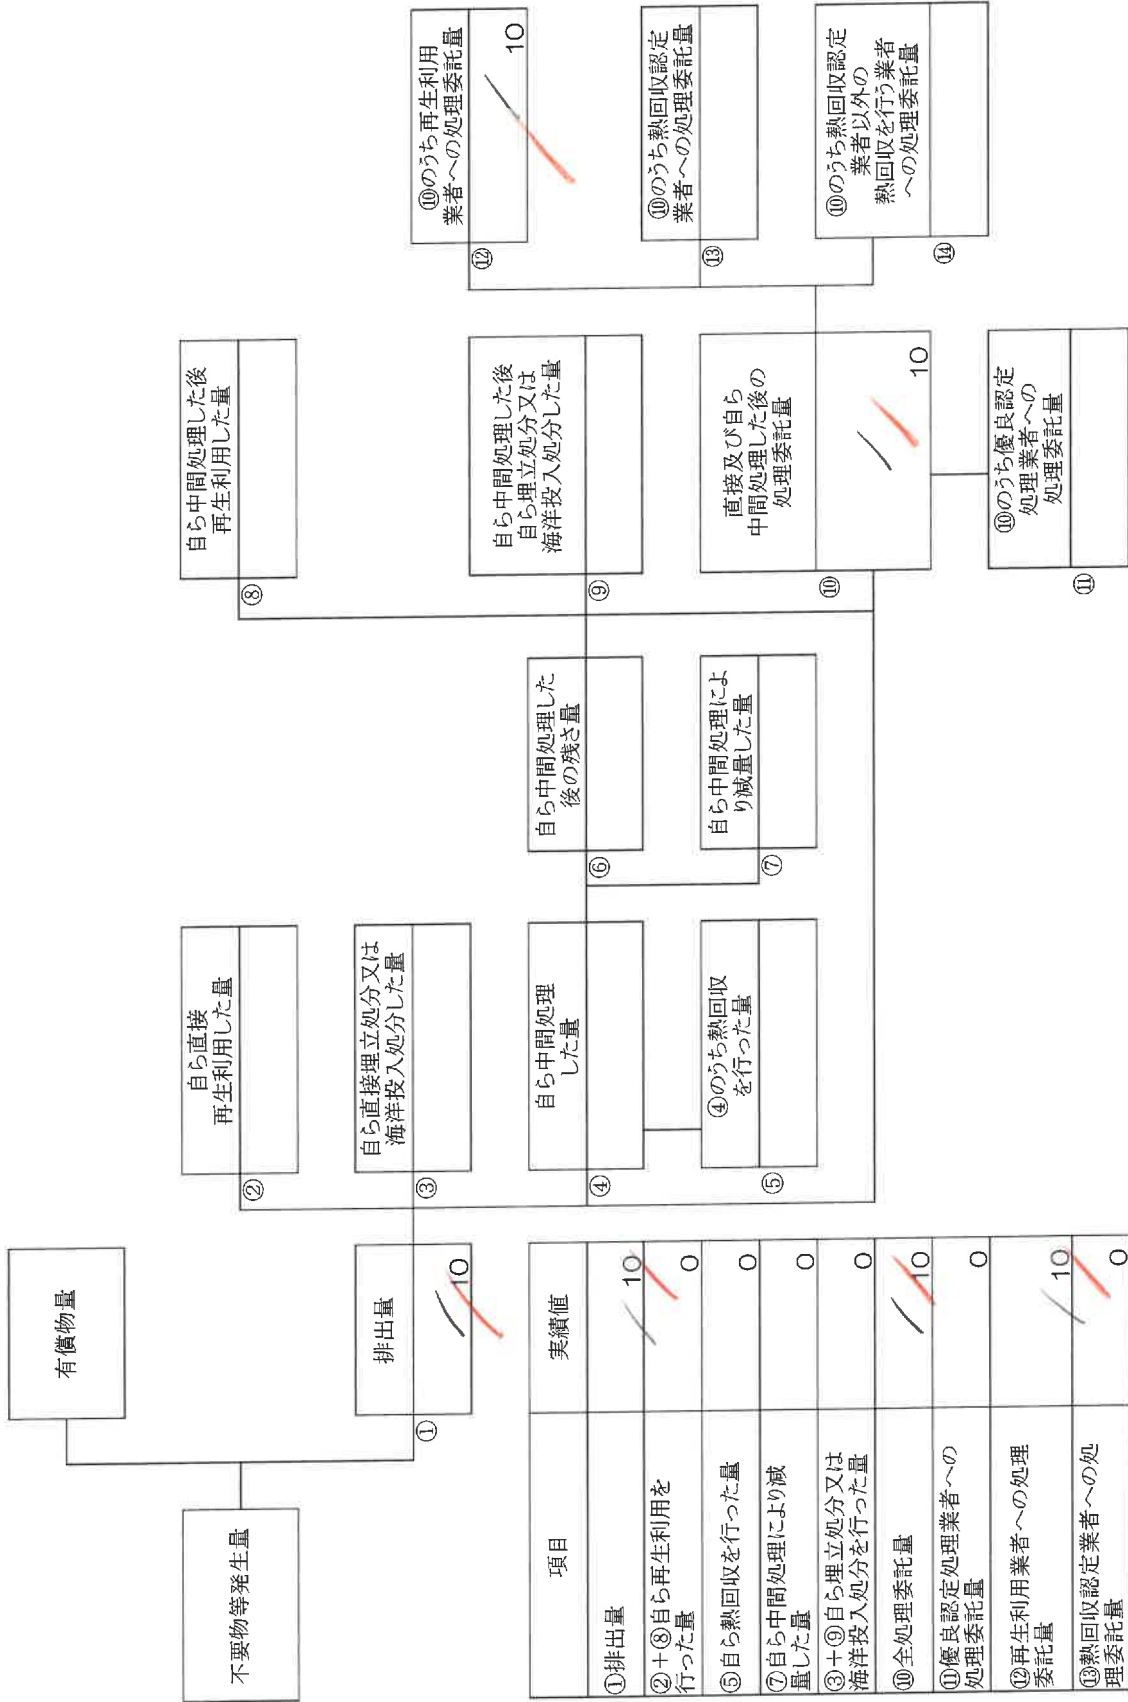 有償物量
不要物等発生量
排出量
①
10
自ら直接
再生利用した量
②
自ら直接埋立処分又は
海洋投入処分した量
③
自ら中間処理
した量
④
④のうち熱回収
を行った量
⑤
自ら中間処理した
後の残さ量
⑥
自ら中間処理によ
り減量した量
⑦
自ら中間処理した後
再生利用した量
⑧
自ら中間処理した後
自ら埋立処分又は
海洋投入処分した量
⑨
直接及び自ら
中間処理した後の
処理委託量
⑩
10
⑩のうち優良認定
処理業者への
処理委託量
⑪
⑩のうち再生利用
業者への処理委託量
⑫
10
⑩のうち熱回収認定
業者への処理委託量
⑬
⑩のうち熱回収認定
業者以外の
熱回収を行う業者
への処理委託量
⑭
項目 実績値
①排出量 10
②+⑧自ら再生利用を
行った量 0
⑤自ら熱回収を行った量 0
⑦自ら中間処理により減
量した量 0
③+⑨自ら埋立処分又は
海洋投入処分を行った量 0
⑩全処理委託量 10
⑪優良認定処理業者への
処理委託量 0
⑫再生利用業者への処理
委託量 10
⑬熱回収認定業者への処
理委託量 0